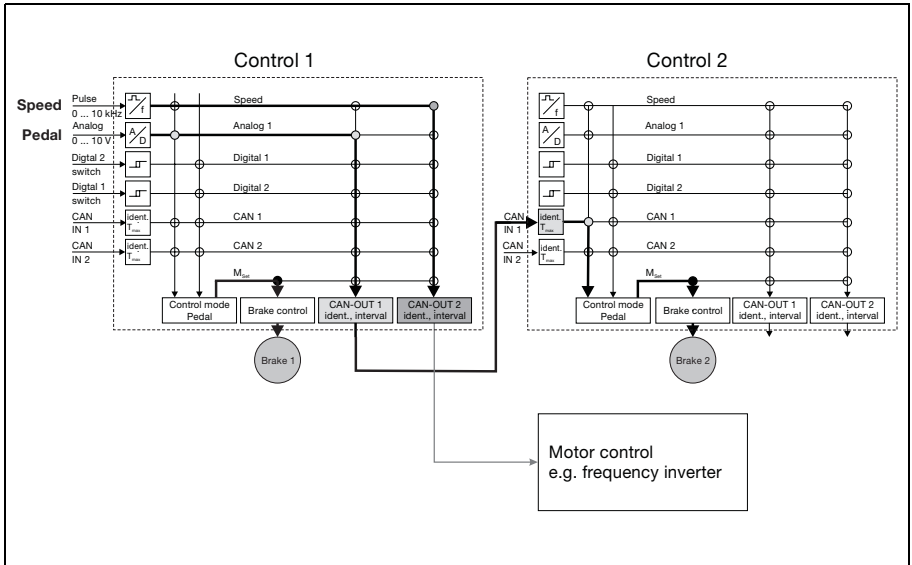 Control 1
Control 2
Speed
Pulse
0 ... 10 kHz
f
Speed
f
Speed
Pedal
Analog
0 ... 10 V
A/D
Analog 1
A/D
Analog 1
Digtal 2
switch
Digital 1
Digital 1
Digtal 1
switch
Digital 2
Digital 2
CAN
IN 1
ident.
Tmax
CAN 1
CAN
IN 1
ident.
Tmax
CAN 1
CAN
IN 2
ident.
Tmax
CAN 2
CAN
IN 2
ident.
Tmax
CAN 2
MSet
MSet
Control mode
Pedal
Brake control
CAN-OUT 1
ident., interval
CAN-OUT 2
ident., interval
Control mode
Pedal
Brake control
CAN-OUT 1
ident., interval
CAN-OUT 2
ident., interval
Brake 1
Brake 2
Motor control
e.g. frequency inverter